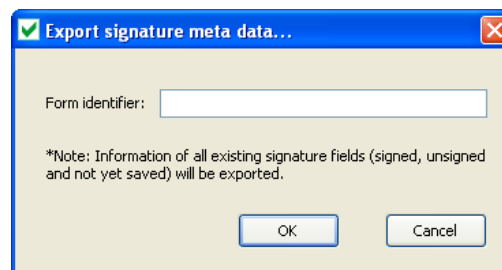 Export signature meta data...
Form identifier:
*Note: Information of all existing signature fields (signed, unsigned
and not yet saved) will be exported.
OK Cancel